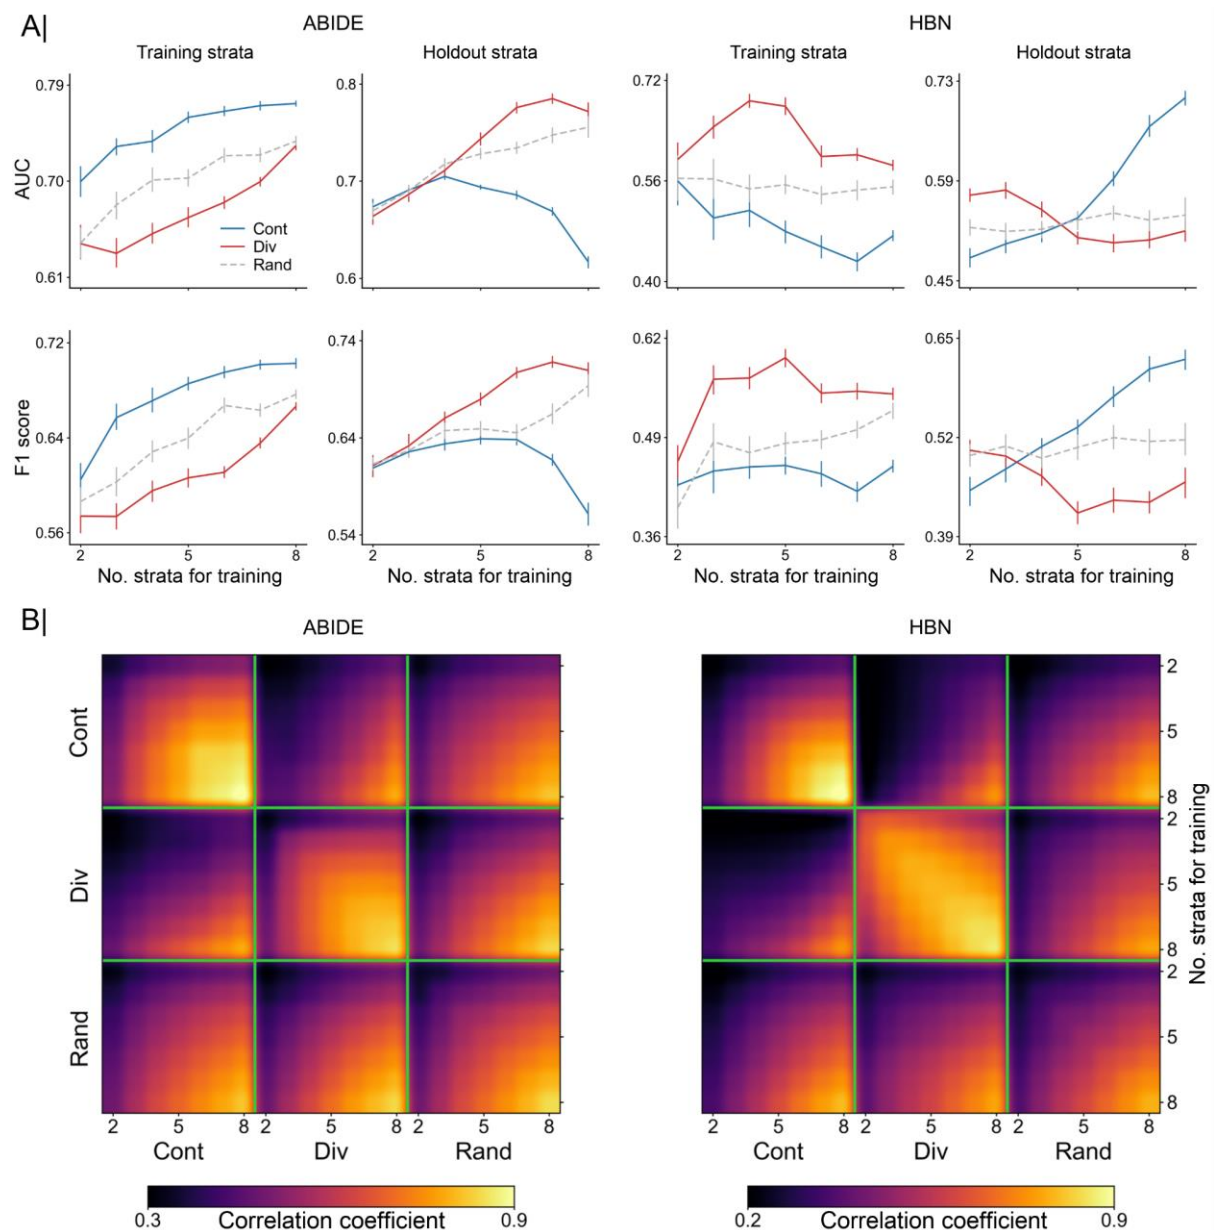 A|
ABIDE
HBN
Training strata
Holdout strata
Training strata
Holdout strata
AUC
0.79
0.70
0.61
Cont
Div
Rand
0.8
0.7
0.6
0.72
0.56
0.40
0.73
0.59
0.45
F1 score
0.72
0.64
0.56
2
5
8
No. strata for training
0.74
0.64
0.54
2
5
8
No. strata for training
0.62
0.49
0.36
2
5
8
No. strata for training
0.65
0.52
0.39
2
5
8
No. strata for training
B|
ABIDE
HBN
Cont
Div
Rand
2
5
8
2
5
8
2
5
8
No. strata for training
2 5 8 2 5 8 2 5 8
Cont Div Rand
2 5 8 2 5 8 2 5 8
Cont Div Rand
0.3 Correlation coefficient 0.9
0.2 Correlation coefficient 0.9